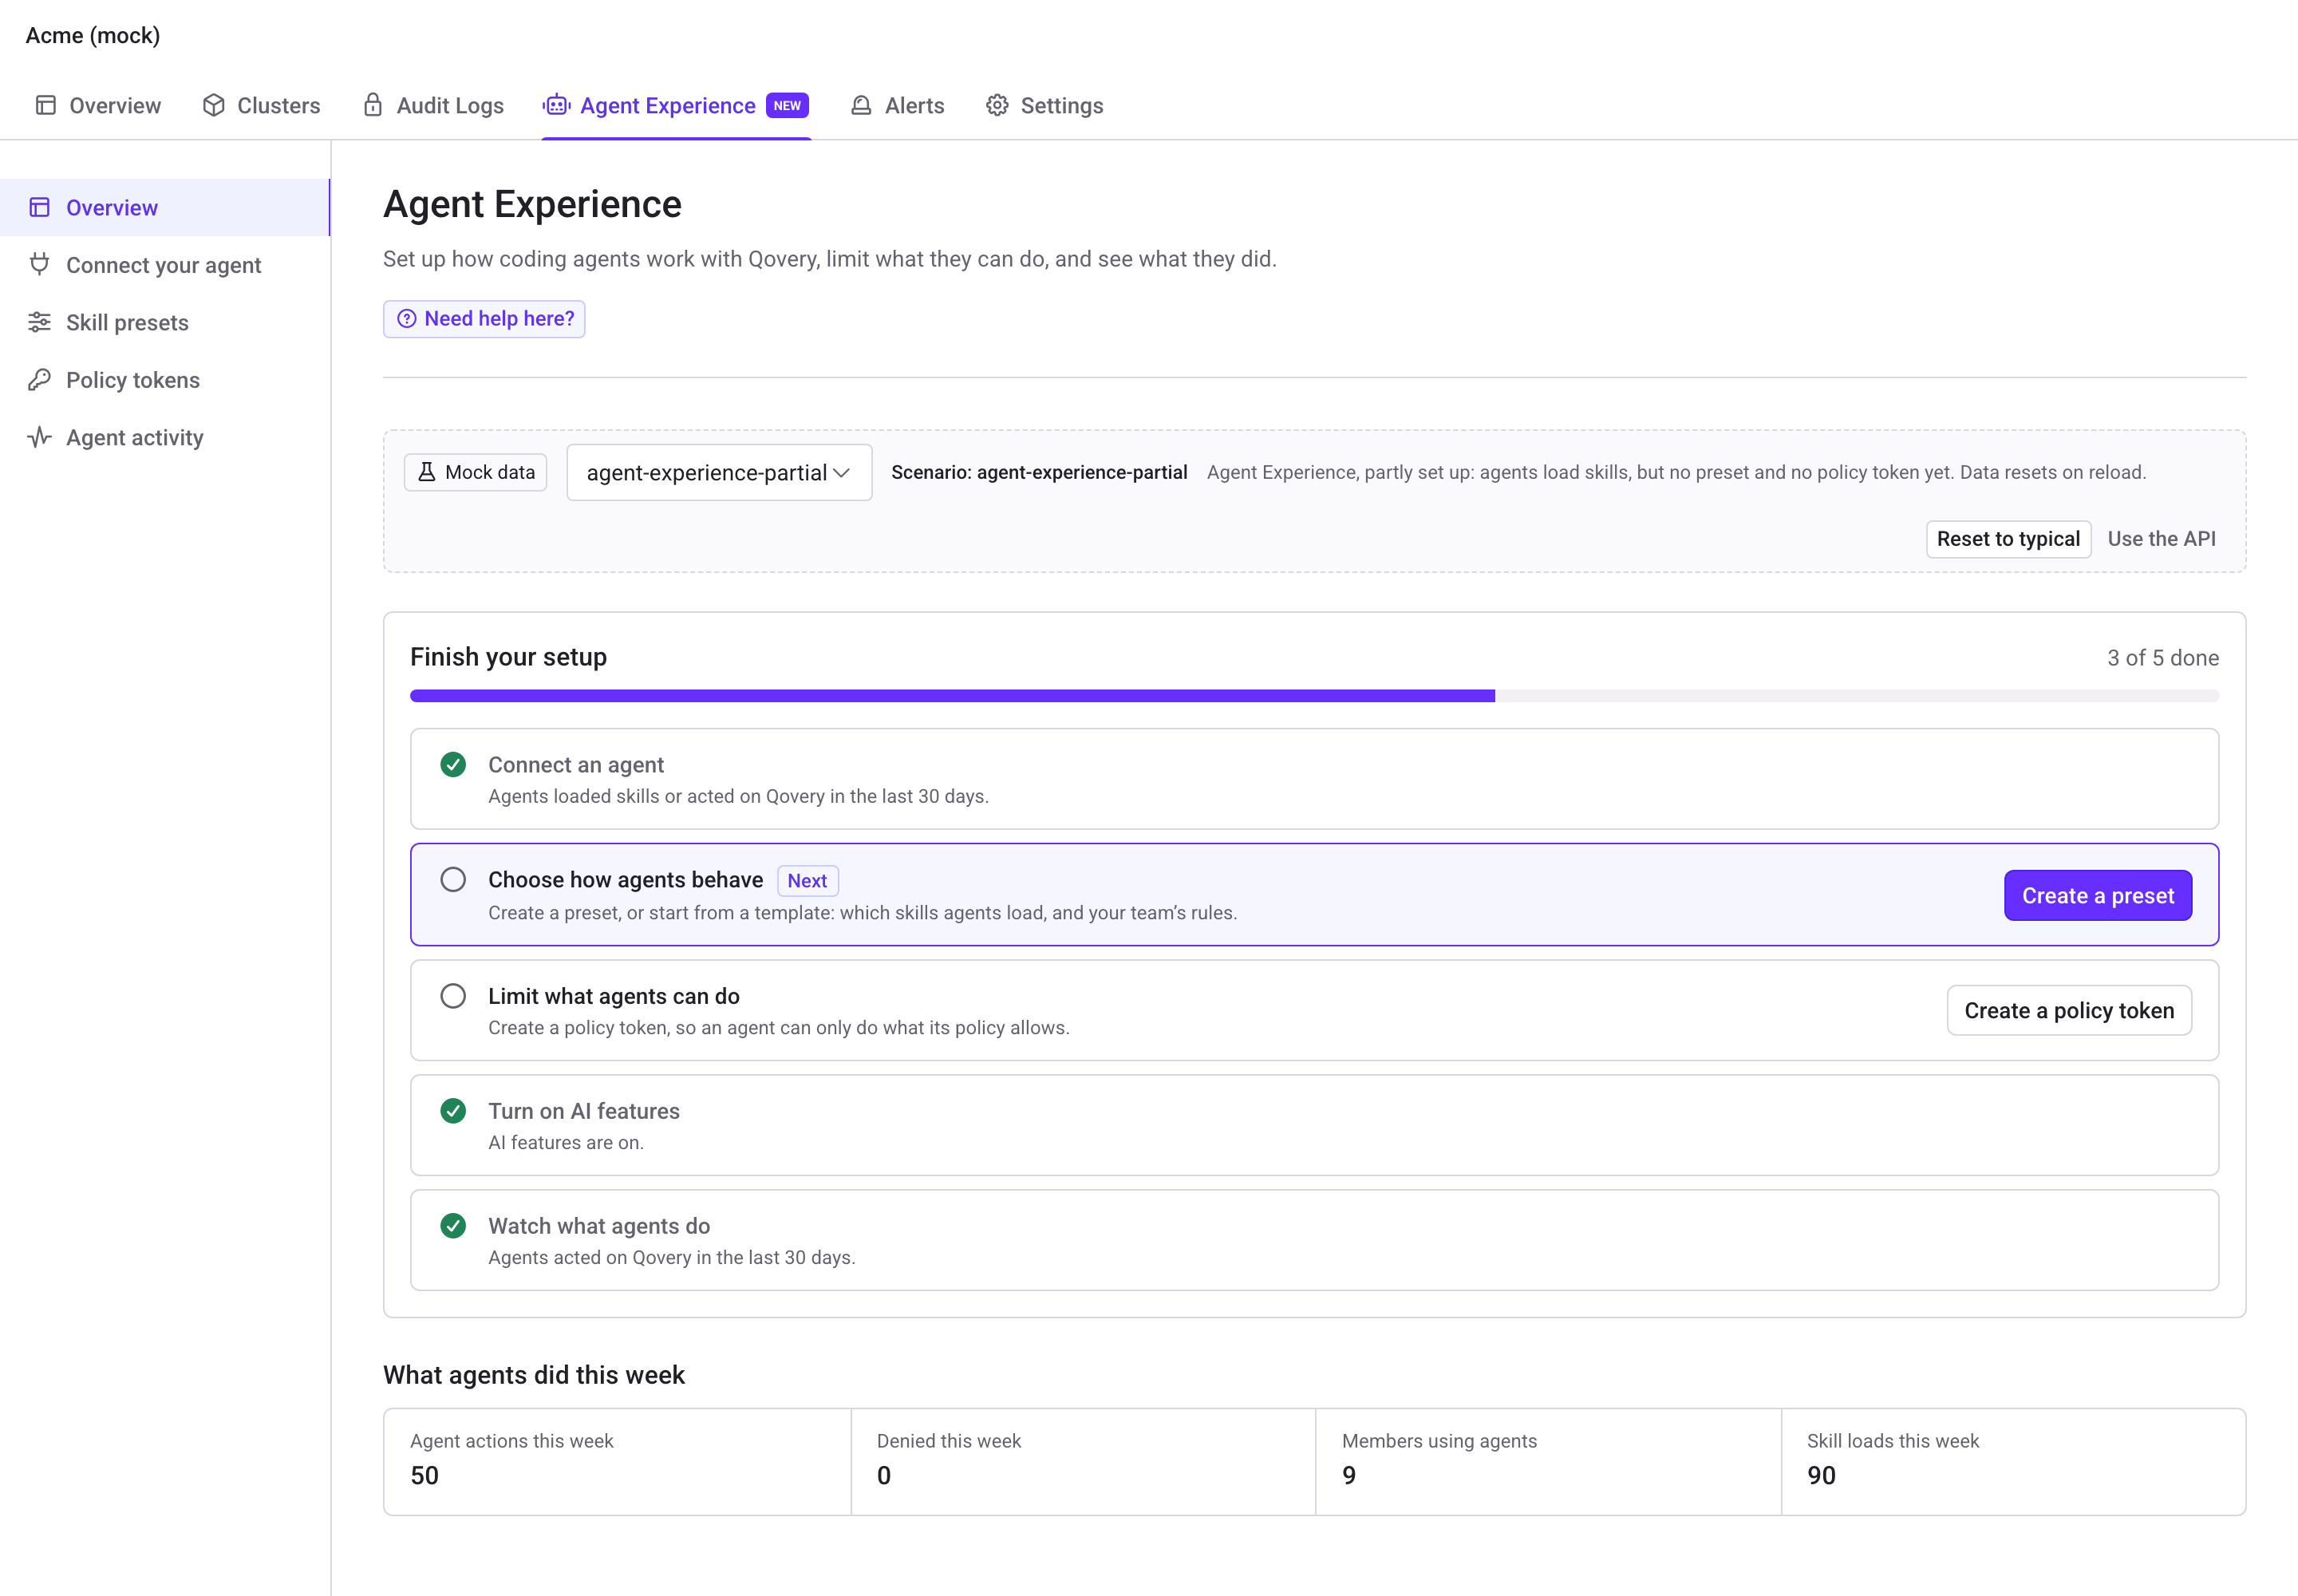 Acme (mock)
Overview
Clusters
Audit Logs
Agent Experience NEW
Alerts
Settings
Overview
Connect your agent
Skill presets
Policy tokens
Agent activity
Agent Experience
Set up how coding agents work with Qovery, limit what they can do, and see what they did.
Need help here?
Mock data
agent-experience-partial
Scenario: agent-experience-partial
Agent Experience, partly set up: agents load skills, but no preset and no policy token yet. Data resets on reload.
Reset to typical
Use the API
Finish your setup
3 of 5 done
Connect an agent
Agents loaded skills or acted on Qovery in the last 30 days.
Choose how agents behave Next
Create a preset, or start from a template: which skills agents load, and your team’s rules.
Create a preset
Limit what agents can do
Create a policy token, so an agent can only do what its policy allows.
Create a policy token
Turn on AI features
AI features are on.
Watch what agents do
Agents acted on Qovery in the last 30 days.
What agents did this week
Agent actions this week
50
Denied this week
0
Members using agents
9
Skill loads this week
90